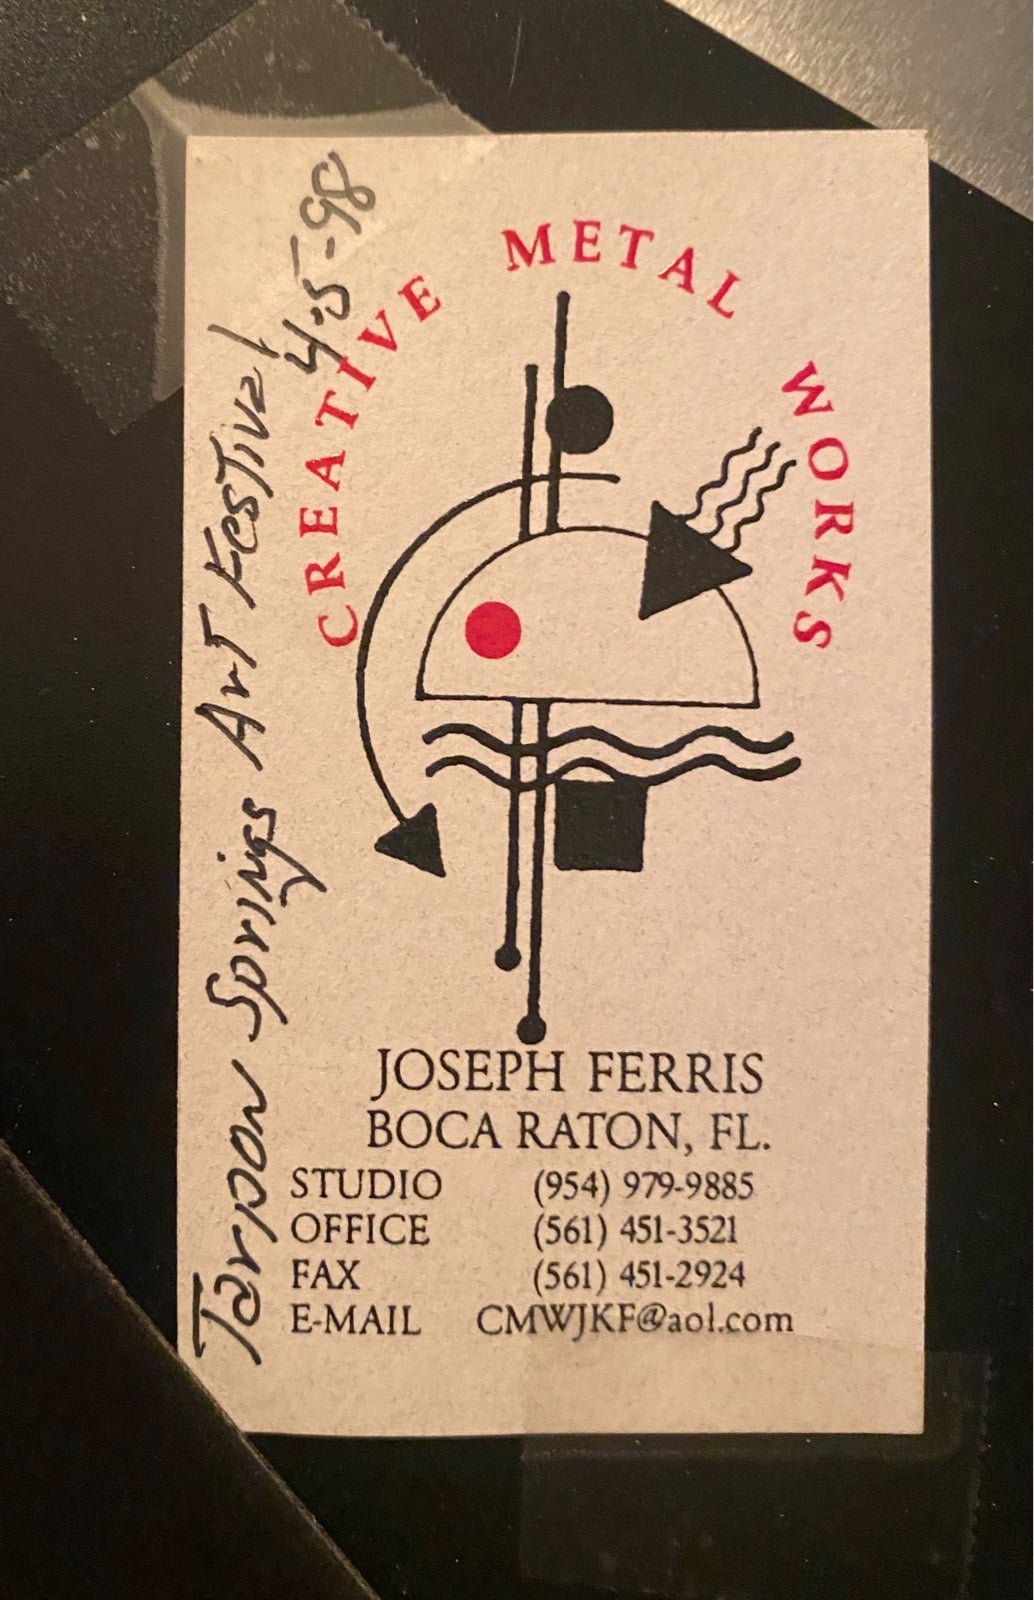 CREATIVE METAL WORKS
JOSEPH FERRIS
BOCA RATON, FL.
STUDIO (954) 979-9885
OFFICE (561) 451-3521
FAX (561) 451-2924
E-MAIL CMWJKF@aol.com
Tarpon Springs Art Festival
4-5-98